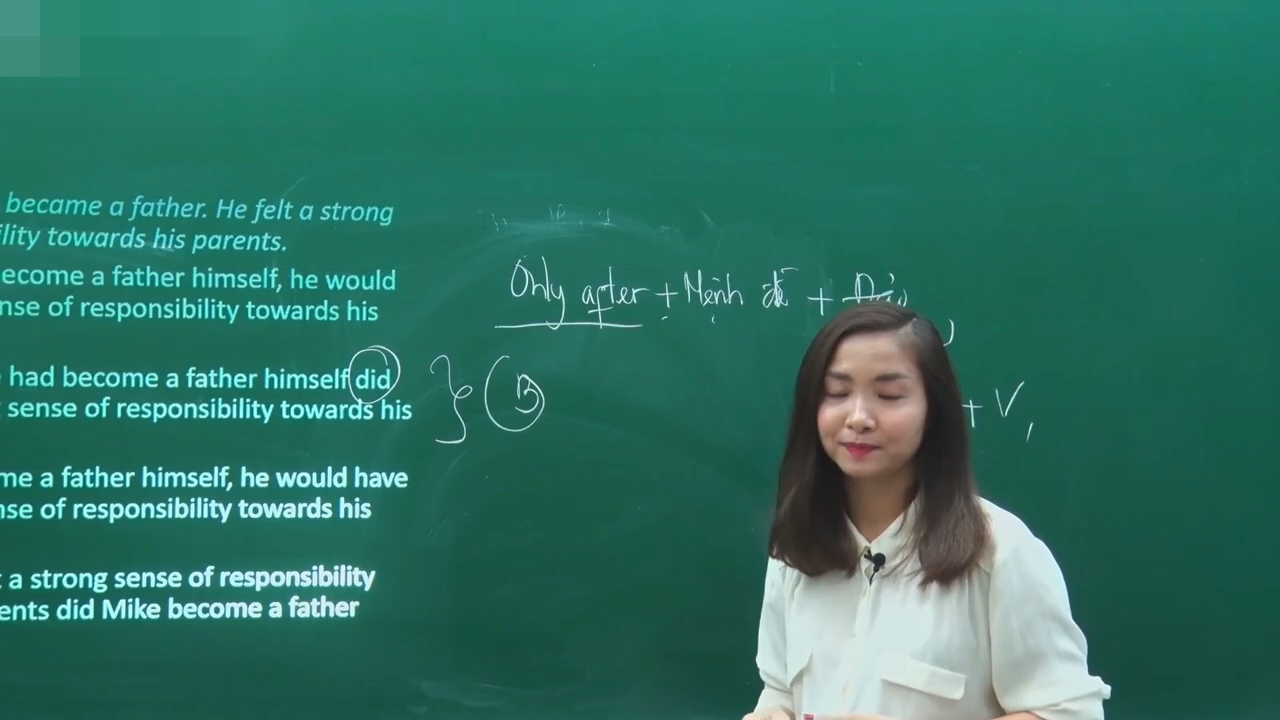 became a father. He felt a strong
ility towards his parents.
ecome a father himself, he would
nse of responsibility towards his
had become a father himself did
sense of responsibility towards his
me a father himself, he would have
nse of responsibility towards his
a strong sense of responsibility
ents did Mike become a father
Only after + Mệnh đề + Đảo
B
+ V,